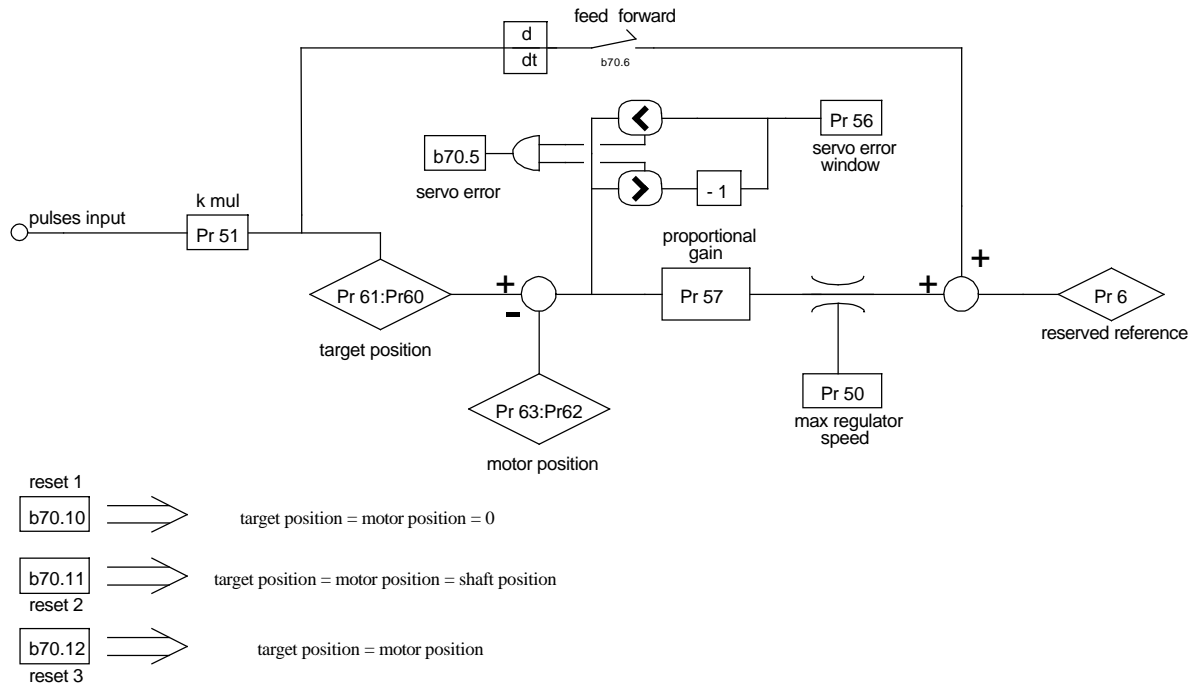 feed forward
d
dt
b70.6
Pr 56
servo error
window
b70.5
servo error
- 1
k mul
pulses input
Pr 51
proportional
gain
Pr 61:Pr60
+
-
Pr 57
+
+
Pr 6
target position
reserved reference
Pr 63:Pr62
Pr 50
max regulator
speed
motor position
reset 1
b70.10
target position = motor position = 0
b70.11
target position = motor position = shaft position
reset 2
b70.12
target position = motor position
reset 3